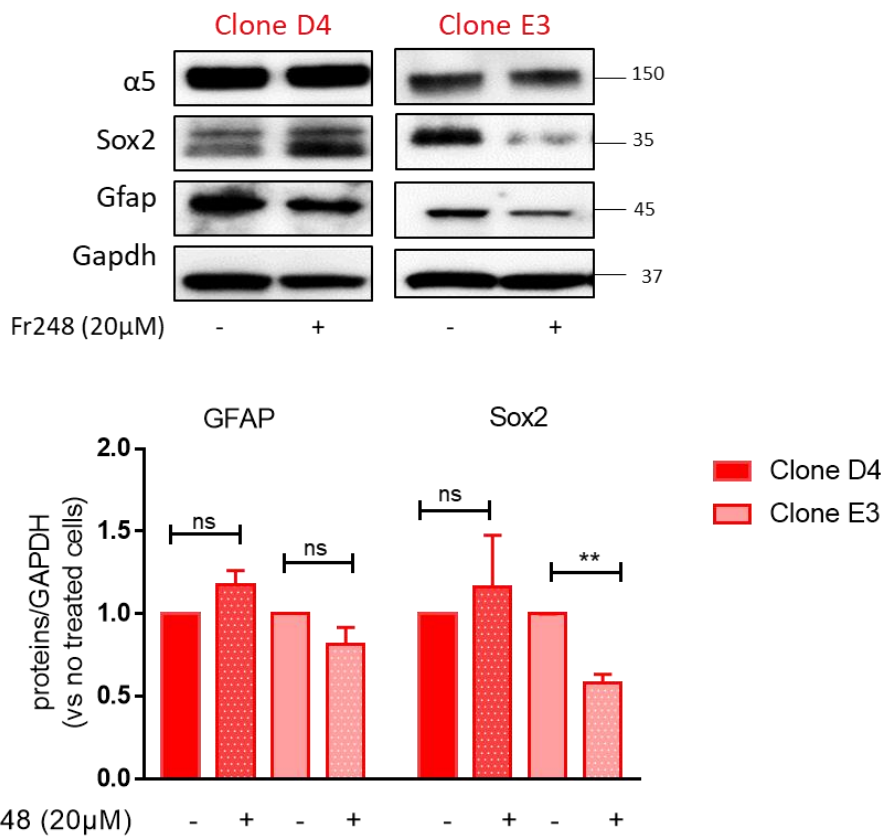 Clone D4 Clone E3
α5 150
Sox2 35
Gfap 45
Gapdh 37
Fr248 (20µM) - + - +
GFAP Sox2
2.0
1.5
1.0
0.5
0.0
proteins/GAPDH
(vs no treated cells)
ns ns ns **
Clone D4
Clone E3
48 (20µM) - + - + - + - +